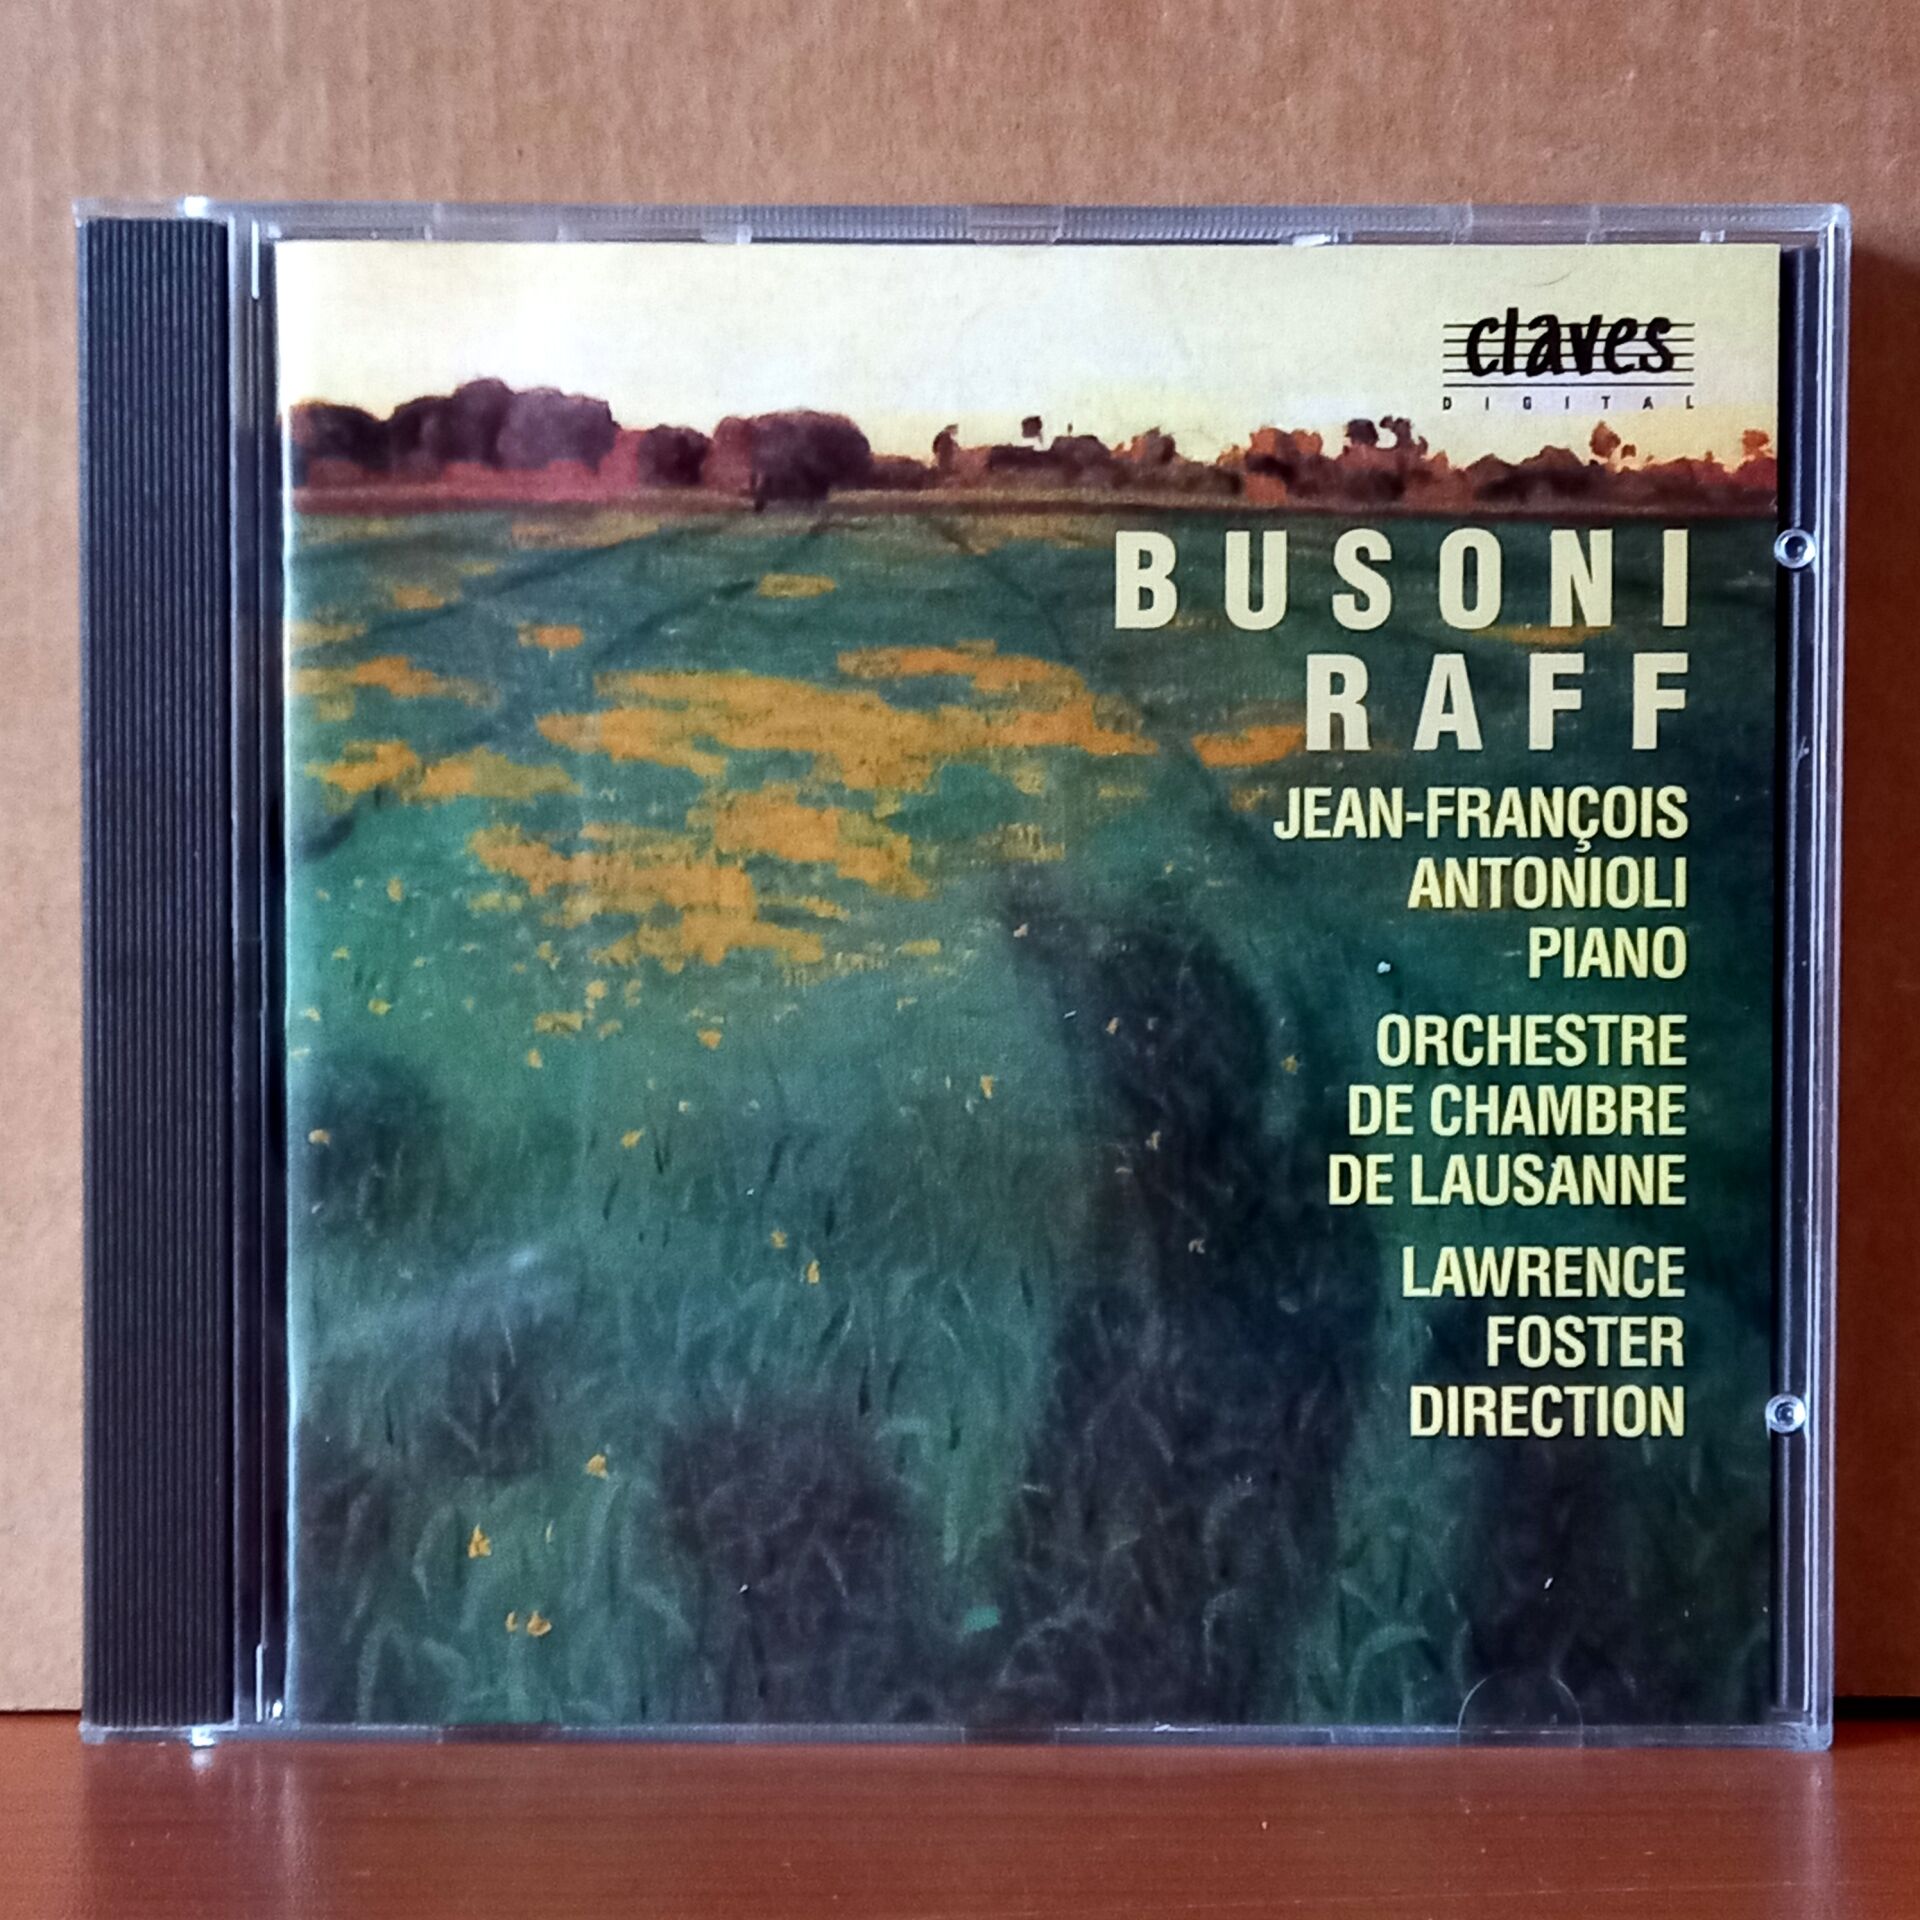 claves
DIGITAL
BUSONI
RAFF
JEAN-FRANÇOIS
ANTONIOLI
PIANO
ORCHESTRE
DE CHAMBRE
DE LAUSANNE
LAWRENCE
FOSTER
DIRECTION